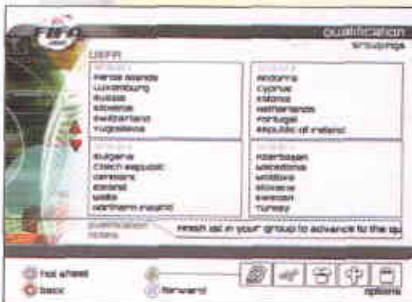 FIFA
qualification
groupings
UEFA
Faroe Islands
Luxembourg
Russia
Slovenia
Switzerland
Yugoslavia
Andorra
Cyprus
Estonia
Netherlands
Portugal
Republic of Ireland
Bulgaria
Czech Republic
Denmark
Iceland
Malta
Northern Ireland
Azerbaijan
Macedonia
Moldova
Slovakia
Sweden
Turkey
qualification
notes
Finish 1st in your group to advance to the qu
hot sheet
back
forward
options